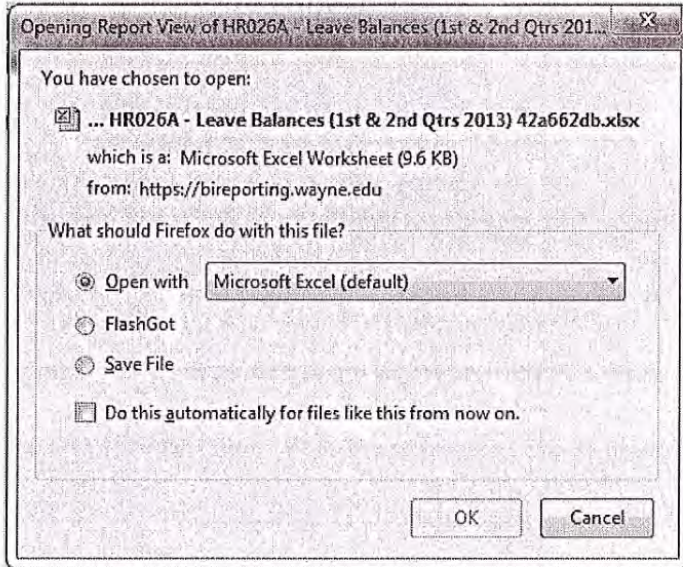 Opening Report View of HR026A - Leave Balances (1st & 2nd Qtrs 201...
You have chosen to open:
... HR026A - Leave Balances (1st & 2nd Qtrs 2013) 42a662db.xlsx
which is a: Microsoft Excel Worksheet (9.6 KB)
from: https://bireporting.wayne.edu
What should Firefox do with this file?
Open with Microsoft Excel (default)
FlashGot
Save File
Do this automatically for files like this from now on.
OK Cancel